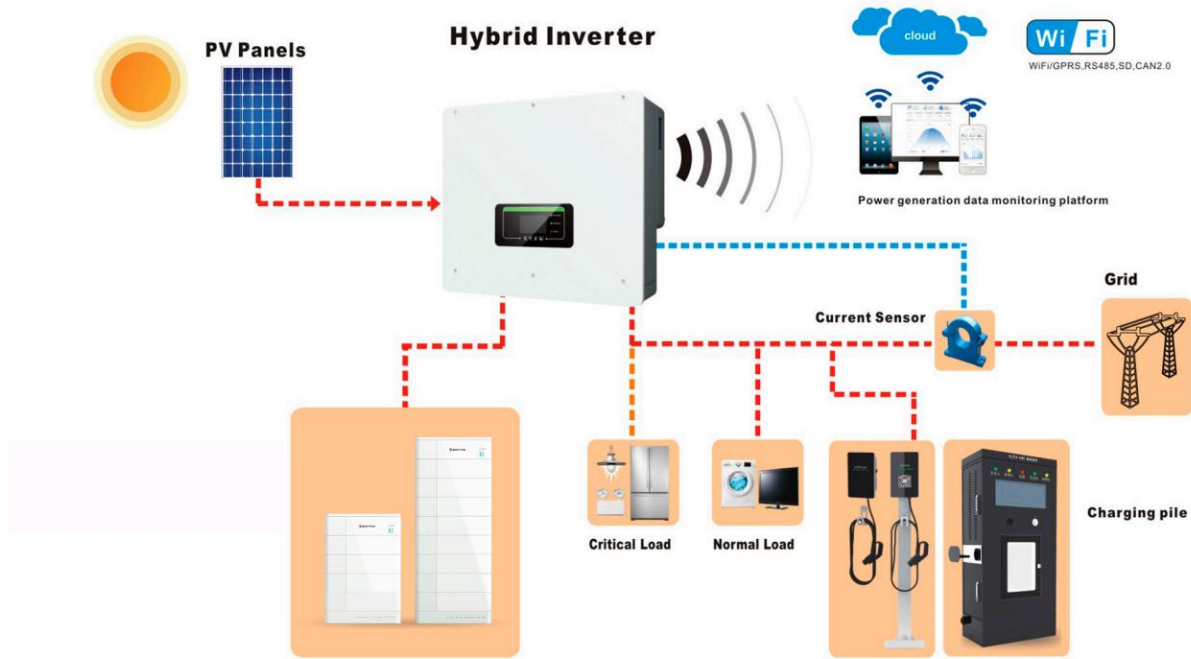 Hybrid Inverter
PV Panels
cloud
Wi Fi
WiFi/GPRS,RS485,SD,CAN2.0
Power generation data monitoring platform
Grid
Current Sensor
Critical Load
Normal Load
Charging pile